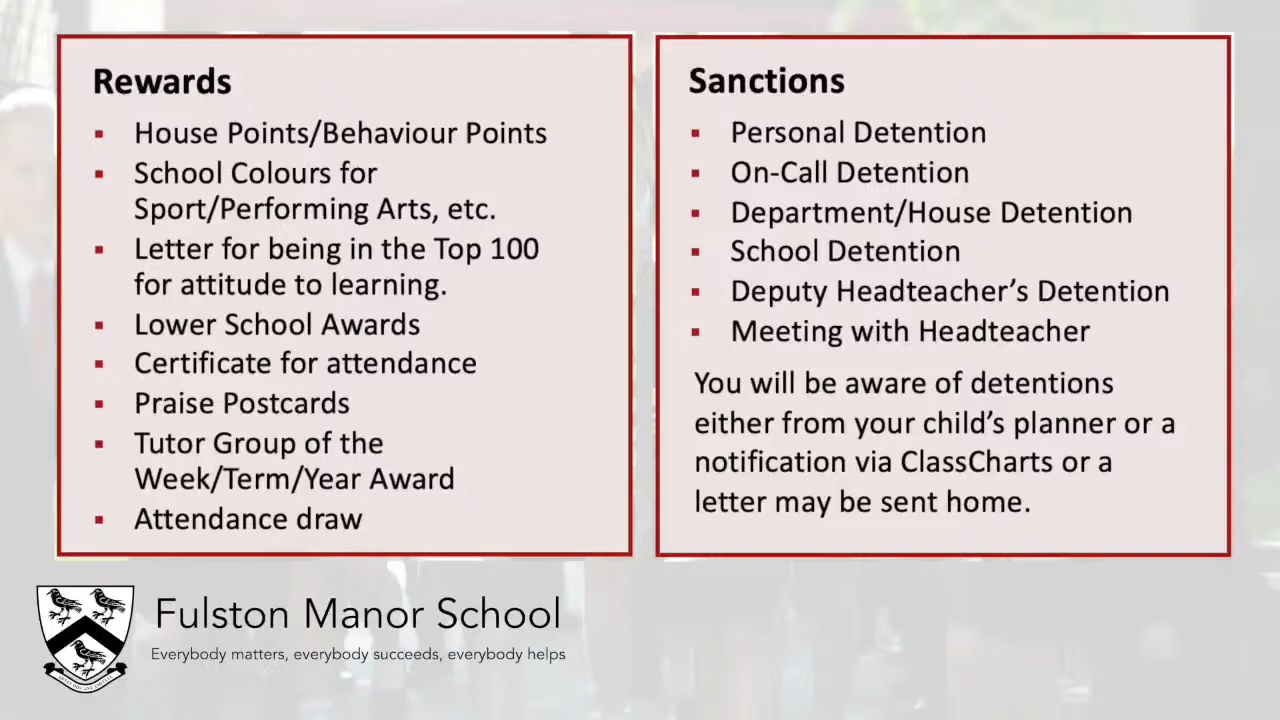 Rewards
▪ House Points/Behaviour Points
▪ School Colours for
Sport/Performing Arts, etc.
▪ Letter for being in the Top 100
for attitude to learning.
▪ Lower School Awards
▪ Certificate for attendance
▪ Praise Postcards
▪ Tutor Group of the
Week/Term/Year Award
▪ Attendance draw
Sanctions
▪ Personal Detention
▪ On-Call Detention
▪ Department/House Detention
▪ School Detention
▪ Deputy Headteacher’s Detention
▪ Meeting with Headteacher
You will be aware of detentions
either from your child’s planner or a
notification via ClassCharts or a
letter may be sent home.
Fulston Manor School
Everybody matters, everybody succeeds, everybody helps